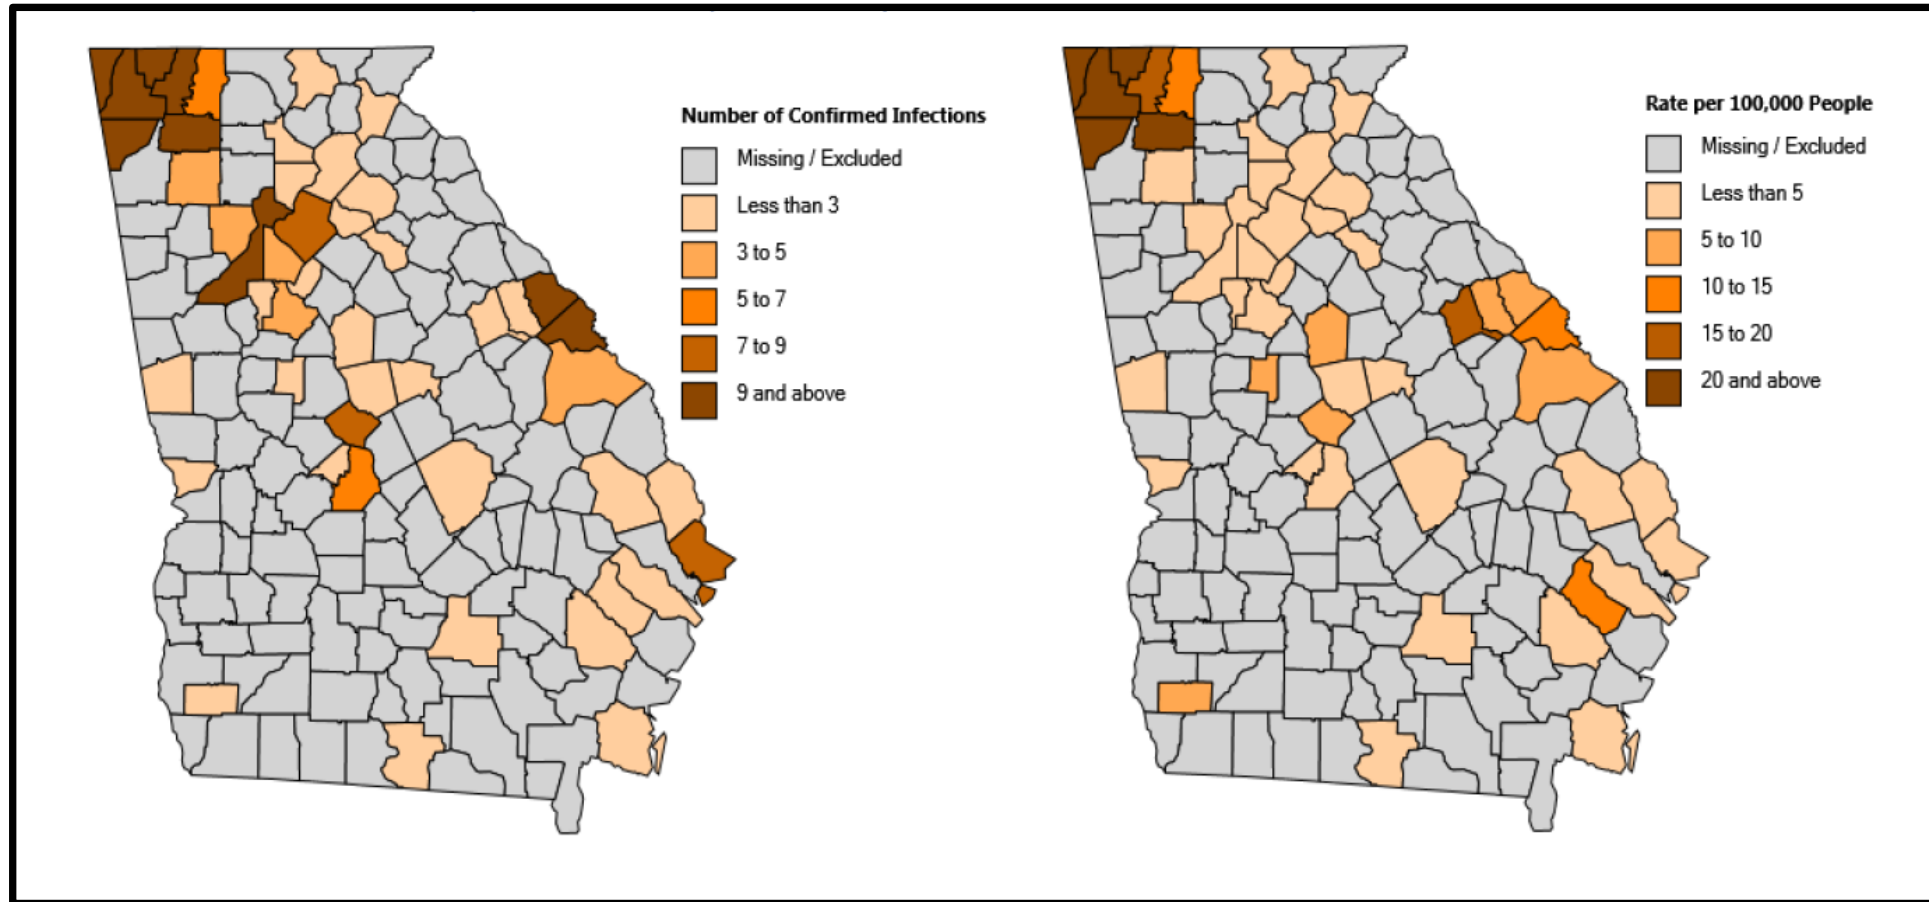 Number of Confirmed Infections
Missing / Excluded
Less than 3
3 to 5
5 to 7
7 to 9
9 and above
Rate per 100,000 People
Missing / Excluded
Less than 5
5 to 10
10 to 15
15 to 20
20 and above